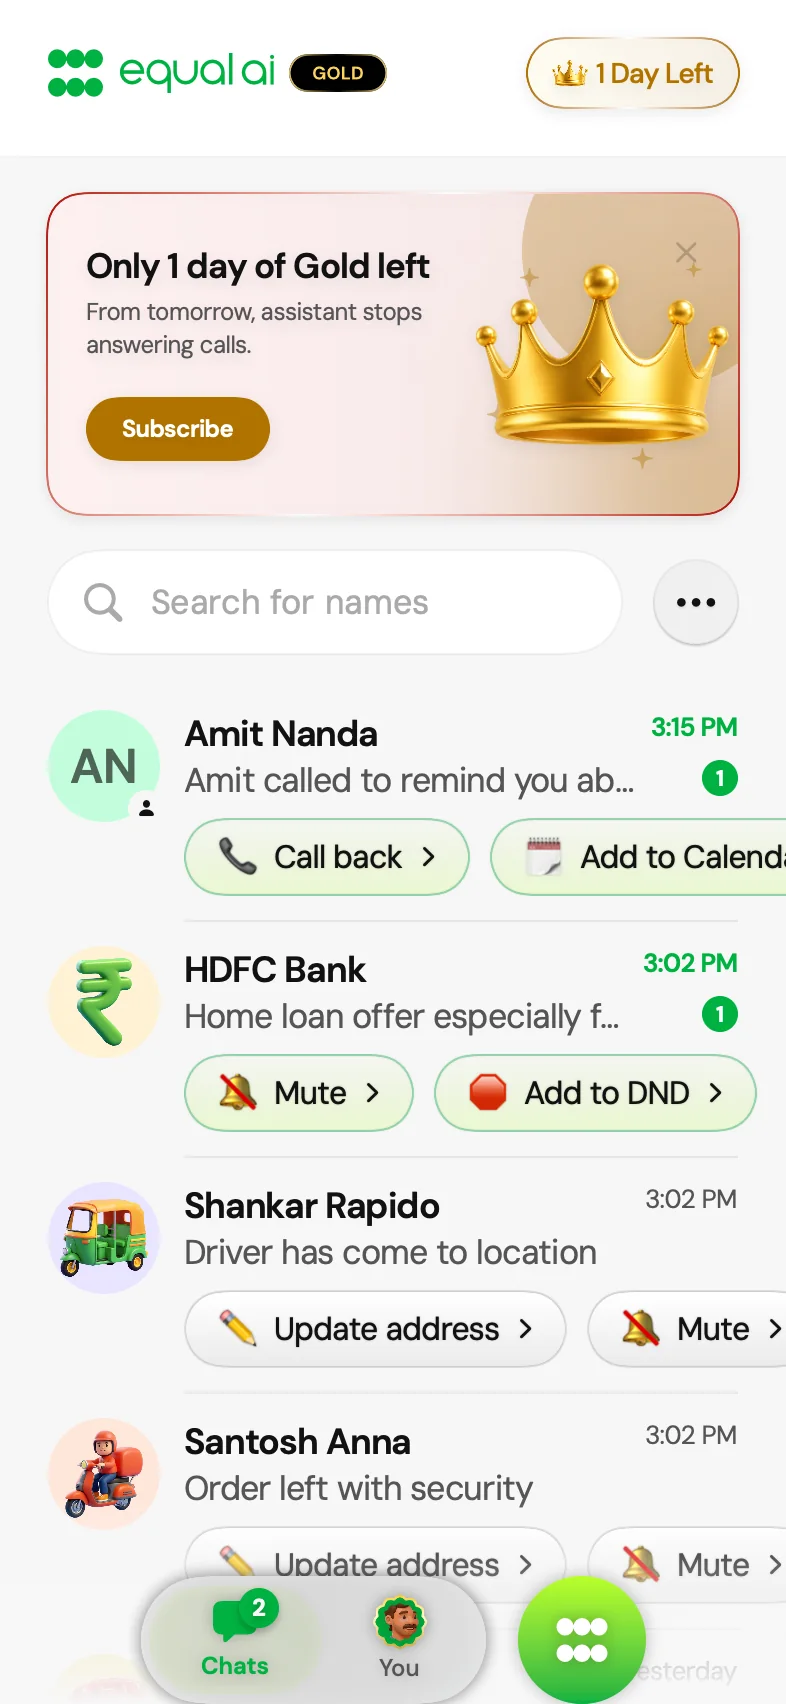 equal ai
GOLD
1 Day Left
Only 1 day of Gold left
From tomorrow, assistant stops
answering calls.
Subscribe
Search for names
AN
Amit Nanda
3:15 PM
Amit called to remind you ab...
1
Call back
Add to Calenda
HDFC Bank
3:02 PM
Home loan offer especially f...
1
Mute
Add to DND
Shankar Rapido
3:02 PM
Driver has come to location
Update address
Mute
Santosh Anna
3:02 PM
Order left with security
Update address
Mute
2
Chats
You
esterday